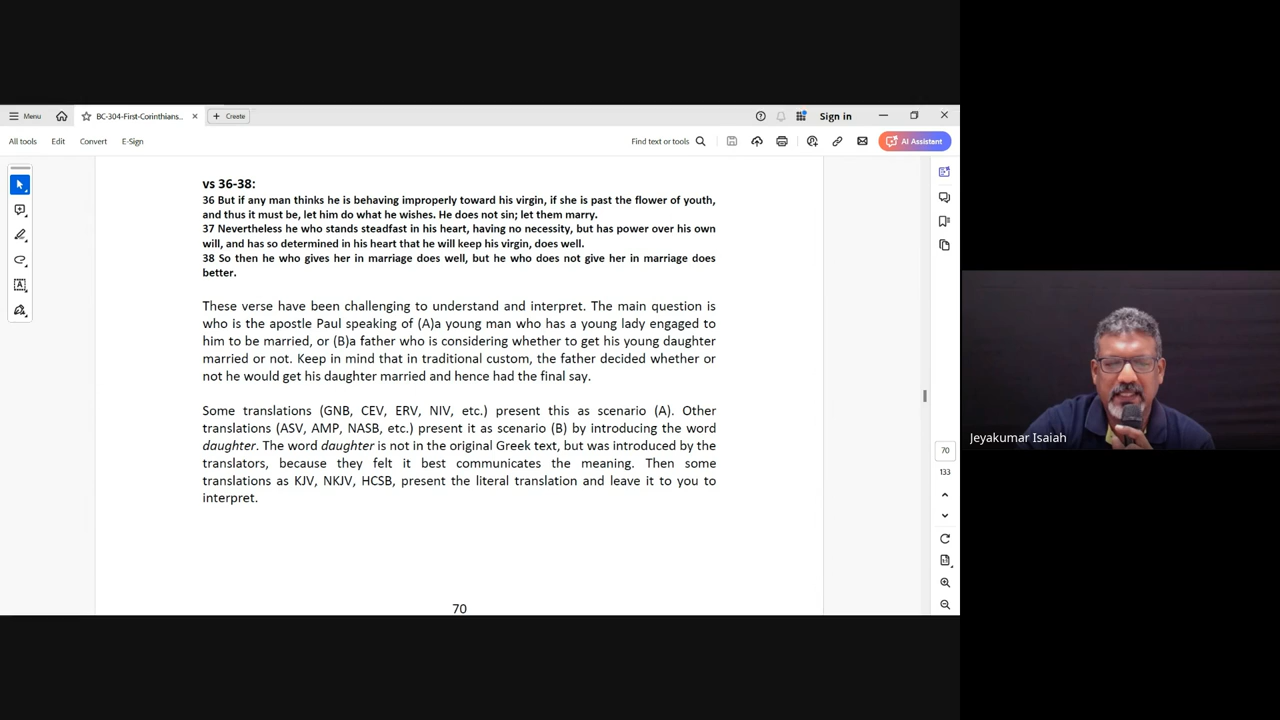 Menu
BC-304-First-Corinthians..
Create
Sign in
All tools
Edit
Convert
E-Sign
Find text or tools
AI Assistant
vs 36-38:
36 But if any man thinks he is behaving improperly toward his virgin, if she is past the flower of youth,
and thus it must be, let him do what he wishes. He does not sin; let them marry.
37 Nevertheless he who stands steadfast in his heart, having no necessity, but has power over his own
will, and has so determined in his heart that he will keep his virgin, does well.
38 So then he who gives her in marriage does well, but he who does not give her in marriage does
better.
These verse have been challenging to understand and interpret. The main question is
who is the apostle Paul speaking of (A)a young man who has a young lady engaged to
him to be married, or (B)a father who is considering whether to get his young daughter
married or not. Keep in mind that in traditional custom, the father decided whether or
not he would get his daughter married and hence had the final say.
Some translations (GNB, CEV, ERV, NIV, etc.) present this as scenario (A). Other
translations (ASV, AMP, NASB, etc.) present it as scenario (B) by introducing the word
daughter. The word daughter is not in the original Greek text, but was introduced by the
translators, because they felt it best communicates the meaning. Then some
translations as KJV, NKJV, HCSB, present the literal translation and leave it to you to
interpret.
70
70
133
Jeyakumar Isaiah